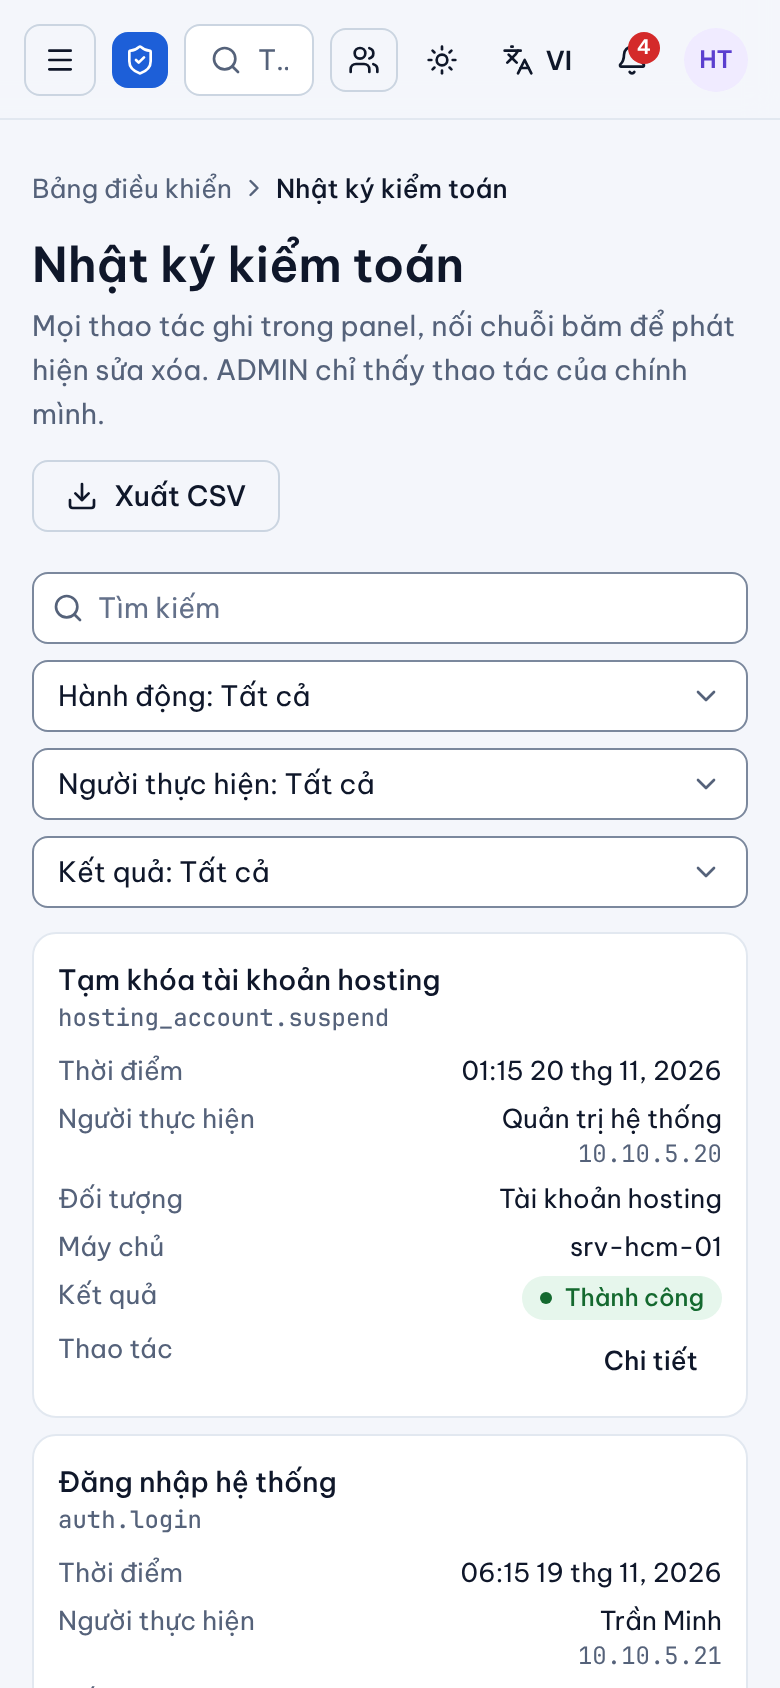 T..
VI
4
HT
Bảng điều khiển > Nhật ký kiểm toán
Nhật ký kiểm toán
Mọi thao tác ghi trong panel, nối chuỗi băm để phát
hiện sửa xóa. ADMIN chỉ thấy thao tác của chính
mình.
Xuất CSV
Tìm kiếm
Hành động: Tất cả
Người thực hiện: Tất cả
Kết quả: Tất cả
Tạm khóa tài khoản hosting
hosting_account.suspend
Thời điểm 01:15 20 thg 11, 2026
Người thực hiện Quản trị hệ thống
10.10.5.20
Đối tượng Tài khoản hosting
Máy chủ srv-hcm-01
Kết quả Thành công
Thao tác Chi tiết
Đăng nhập hệ thống
auth.login
Thời điểm 06:15 19 thg 11, 2026
Người thực hiện Trần Minh
10.10.5.21